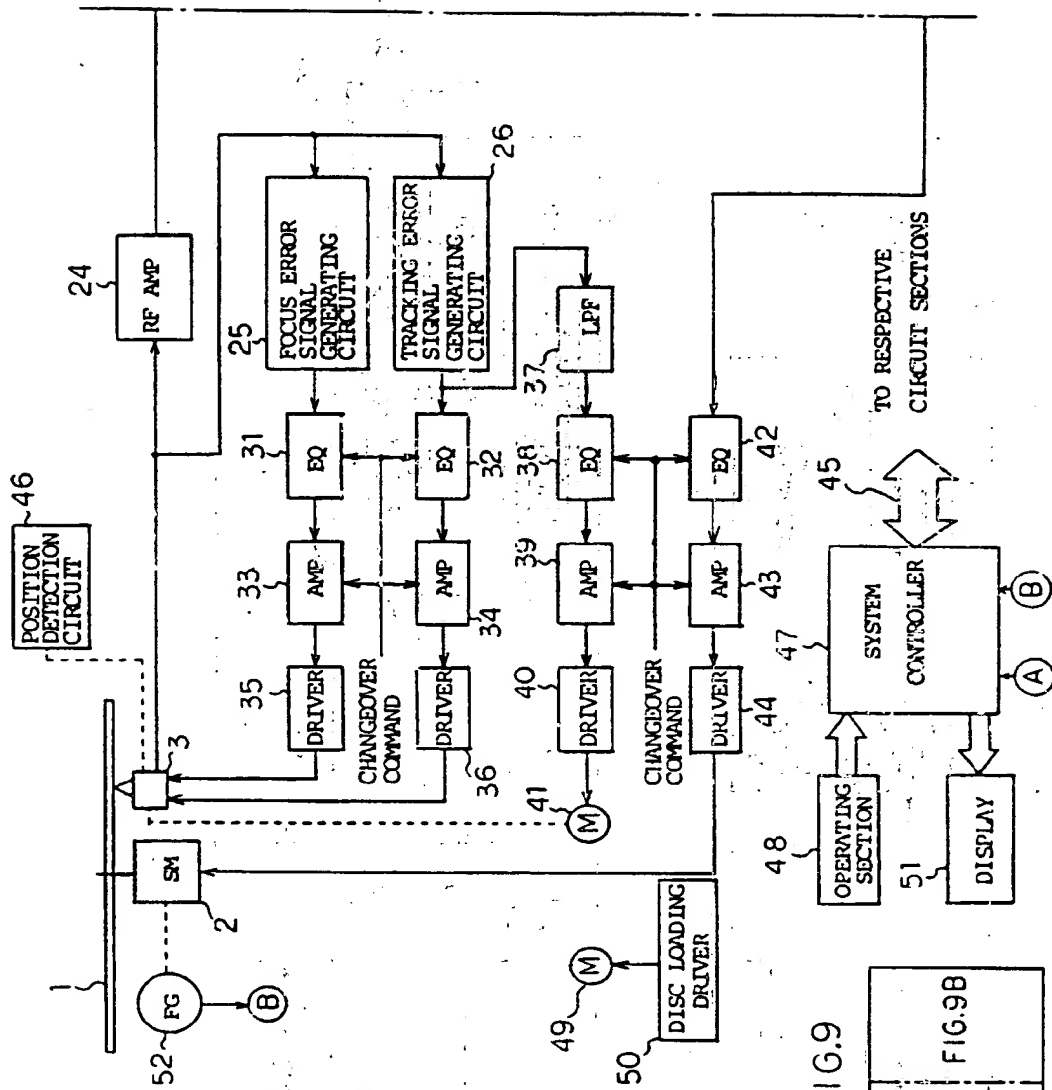 46
POSITION
DETECTION
CIRCUIT
24
RF AMP
1
3
SM
2
FG
52
B
25
FOCUS ERROR
SIGNAL
GENERATING
CIRCUIT
26
TRACKING ERROR
SIGNAL
GENERATING
CIRCUIT
31
EQ
33
AMP
35
DRIVER
CHANGEOVER
COMMAND
EQ
32
AMP
34
DRIVER
36
37
LPF
38
EQ
39
AMP
40
DRIVER
41
M
CHANGEOVER
COMMAND
EQ
42
AMP
43
DRIVER
44
49
M
50
DISC LOADING
DRIVER
TO RESPECTIVE
CIRCUIT SECTIONS
45
47
SYSTEM
CONTROLLER
A
B
48
OPERATING
SECTION
51
DISPLAY
IG.9
FIG.9B